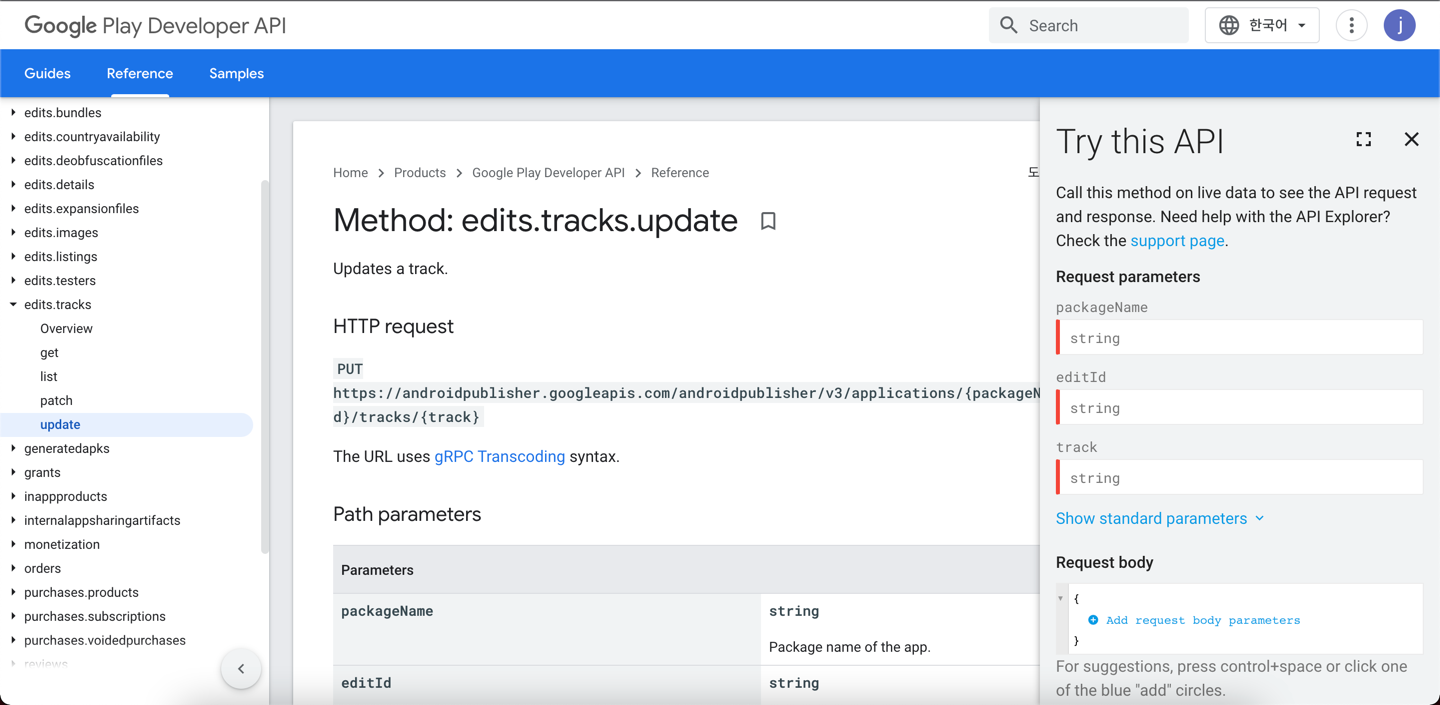 Google Play Developer API
Search
한국어
j
Guides
Reference
Samples
edits.bundles
edits.countryavailability
edits.deobfuscationfiles
edits.details
edits.expansionfiles
edits.images
edits.listings
edits.testers
edits.tracks
Overview
get
list
patch
update
generatedapks
grants
inappproducts
internalappsharingartifacts
monetization
orders
purchases.products
purchases.subscriptions
purchases.voidedpurchases
reviews
Home > Products > Google Play Developer API > Reference
도
Method: edits.tracks.update
Updates a track.
HTTP request
PUT
https://androidpublisher.googleapis.com/androidpublisher/v3/applications/{packageN
d}/tracks/{track}
The URL uses gRPC Transcoding syntax.
Path parameters
Parameters
packageName
string
Package name of the app.
editId
string
Try this API
Call this method on live data to see the API request
and response. Need help with the API Explorer?
Check the support page.
Request parameters
packageName
string
editId
string
track
string
Show standard parameters
Request body
{
Add request body parameters
}
For suggestions, press control+space or click one
of the blue "add" circles.